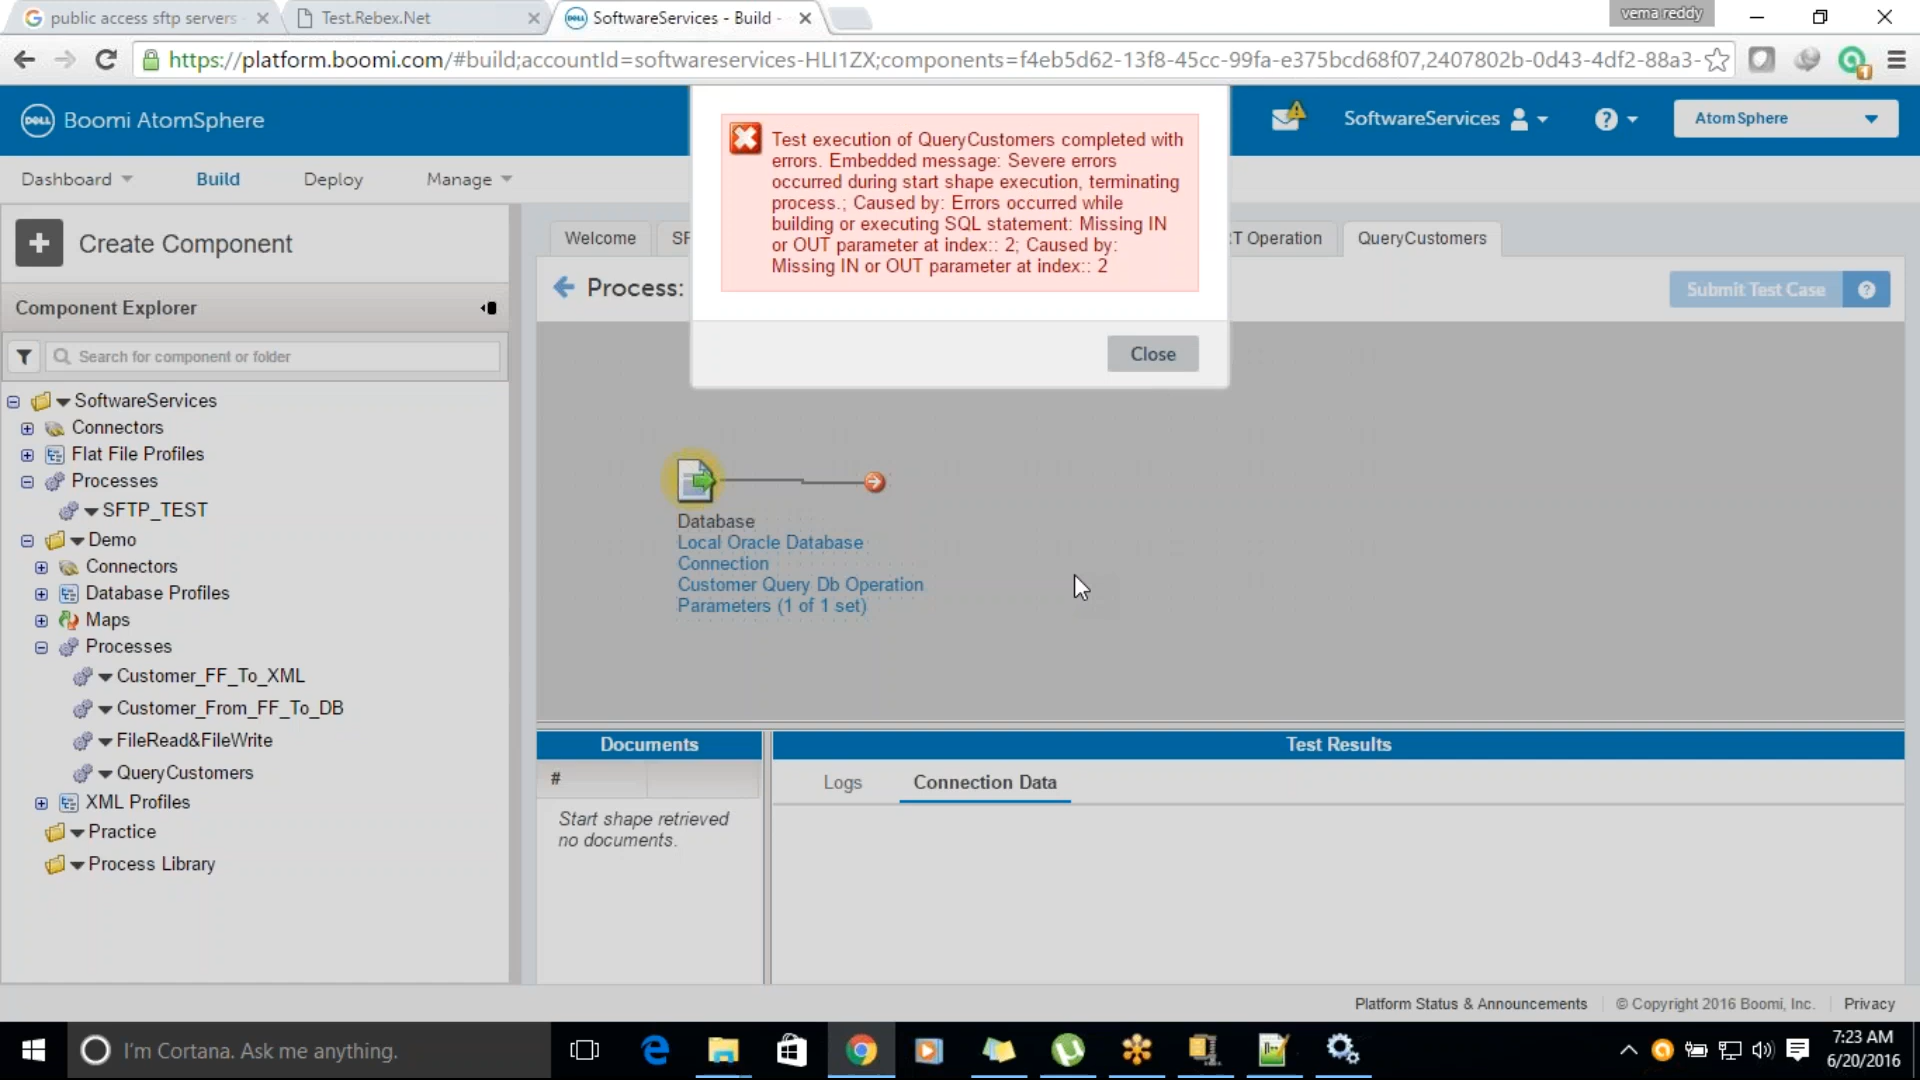 public access sftp servers
Test.Rebex.Net
SoftwareServices - Build -
vema reddy
https://platform.boomi.com/#build;accountId=softwareservices-HLI1ZX;components=f4eb5d62-13f8-45cc-99fa-e375bcd68f07,2407802b-0d43-4df2-88a3-
DELL
Boomi AtomSphere
SoftwareServices
?
AtomSphere
Dashboard
Build
Deploy
Manage
Test execution of QueryCustomers completed with
errors. Embedded message: Severe errors
occurred during start shape execution, terminating
process.; Caused by: Errors occurred while
building or executing SQL statement: Missing IN
or OUT parameter at index:: 2; Caused by:
Missing IN or OUT parameter at index:: 2
Close
Create Component
Component Explorer
Search for component or folder
SoftwareServices
Connectors
Flat File Profiles
Processes
SFTP_TEST
Demo
Connectors
Database Profiles
Maps
Processes
Customer_FF_To_XML
Customer_From_FF_To_DB
FileRead&FileWrite
QueryCustomers
XML Profiles
Practice
Process Library
Welcome
SF
T Operation
QueryCustomers
Process:
Submit Test Case
?
Database
Local Oracle Database
Connection
Customer Query Db Operation
Parameters (1 of 1 set)
Documents
#
Start shape retrieved
no documents.
Test Results
Logs
Connection Data
Platform Status & Announcements
© Copyright 2016 Boomi, Inc.
Privacy
I'm Cortana. Ask me anything.
7:23 AM
6/20/2016